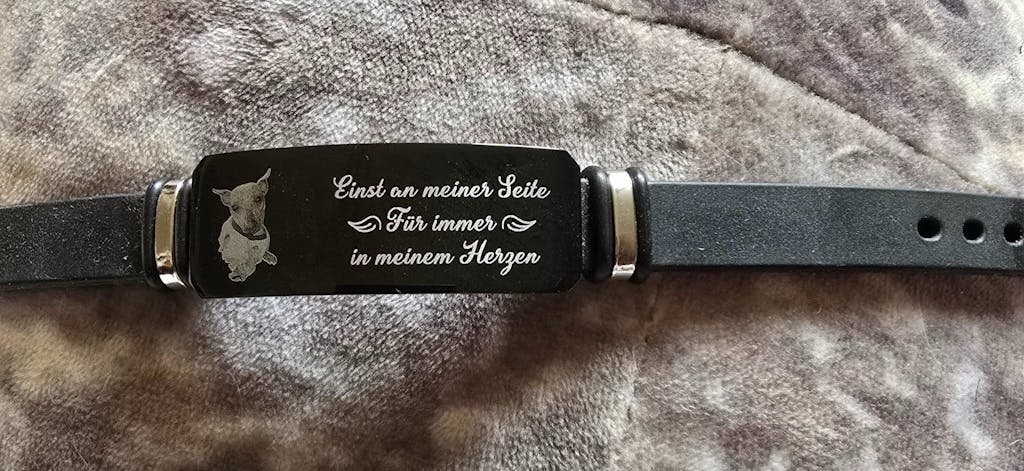 Einst an meiner Seite
Für immer
in meinem Herzen